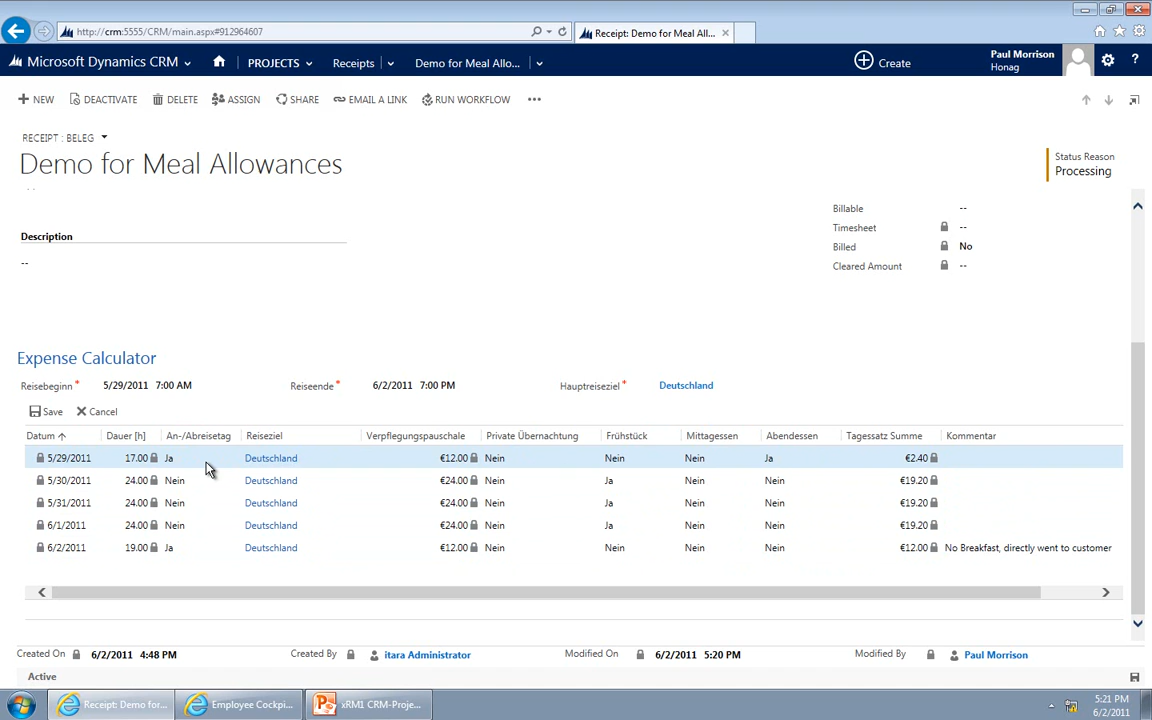 http://crm:5555/CRM/main.aspx#912964607
Receipt: Demo for Meal All...
Microsoft Dynamics CRM
PROJECTS
Receipts
Demo for Meal Allo...
Create
Paul Morrison
Honag
?
NEW
DEACTIVATE
DELETE
ASSIGN
SHARE
EMAIL A LINK
RUN WORKFLOW
RECEIPT : BELEG
Demo for Meal Allowances
Status Reason
Processing
Billable --
Timesheet --
Billed No
Cleared Amount --
Description
--
Expense Calculator
Reisebeginn * 5/29/2011 7:00 AM Reiseende * 6/2/2011 7:00 PM Hauptreiseziel * Deutschland
Save Cancel
Datum Dauer [h] An-/Abreisetag Reiseziel Verpflegungspauschale Private Übernachtung Frühstück Mittagessen Abendessen Tagessatz Summe Kommentar
5/29/2011 17.00 Ja Deutschland €12.00 Nein Nein Nein Ja €2.40
5/30/2011 24.00 Nein Deutschland €24.00 Nein Ja Nein Nein €19.20
5/31/2011 24.00 Nein Deutschland €24.00 Nein Ja Nein Nein €19.20
6/1/2011 24.00 Nein Deutschland €24.00 Nein Ja Nein Nein €19.20
6/2/2011 19.00 Ja Deutschland €12.00 Nein Nein Nein Nein €12.00 No Breakfast, directly went to customer
Created On 6/2/2011 4:48 PM Created By itara Administrator Modified On 6/2/2011 5:20 PM Modified By Paul Morrison
Active
Receipt: Demo for...
Employee Cockpi...
xRM1 CRM-Proje...
5:21 PM
6/2/2011